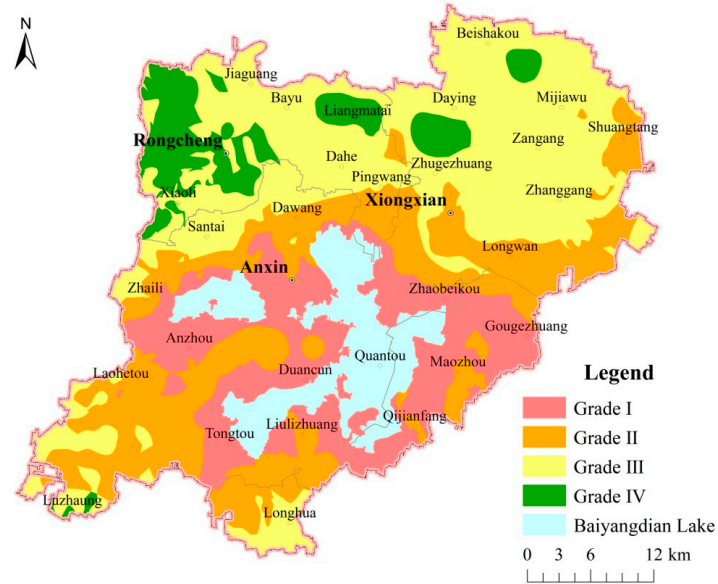 N
Beishakou
Jiaguang
Bayu
Liangmatai
Daying
Mijiawu
Shuangtang
Rongcheng
Zangang
Dahe
Zhugezhuang
Pingwang
Xiaoli
Zhanggang
Xiongxian
Dawang
Santai
Longwan
Anxin
Zhaili
Zhaobeikou
Gougezhuang
Anzhou
Quantou
Maozhou
Laohetou
Duancun
Qijianfang
Liulizhuang
Tongtou
Luzhaung
Longhua
Legend
Grade I
Grade II
Grade III
Grade IV
Baiyangdian Lake
0 3 6 12 km